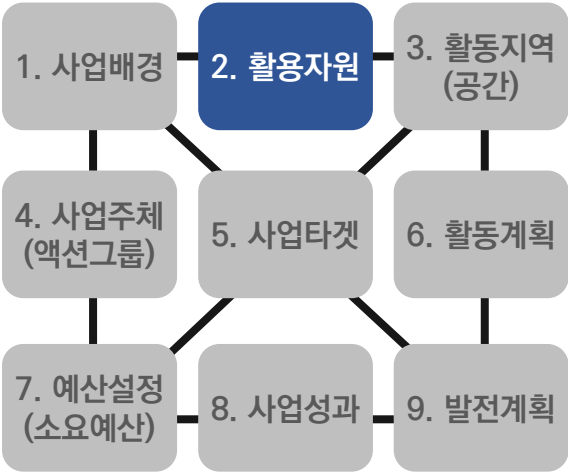 1. 사업배경
2. 활용자원
3. 활동지역
(공간)
4. 사업주체
(액션그룹)
5. 사업타겟
6. 활동계획
7. 예산설정
(소요예산)
8. 사업성과
9. 발전계획